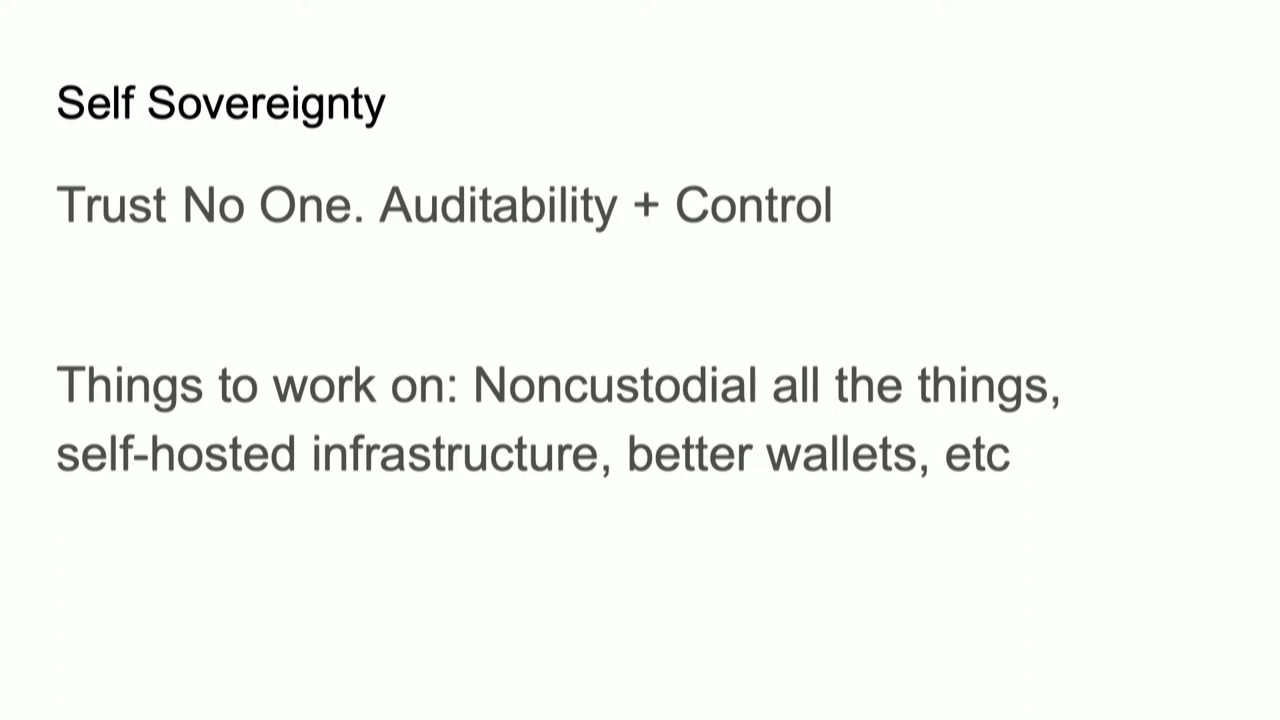 Self Sovereignty
Trust No One. Auditability + Control
Things to work on: Noncustodial all the things,
self-hosted infrastructure, better wallets, etc